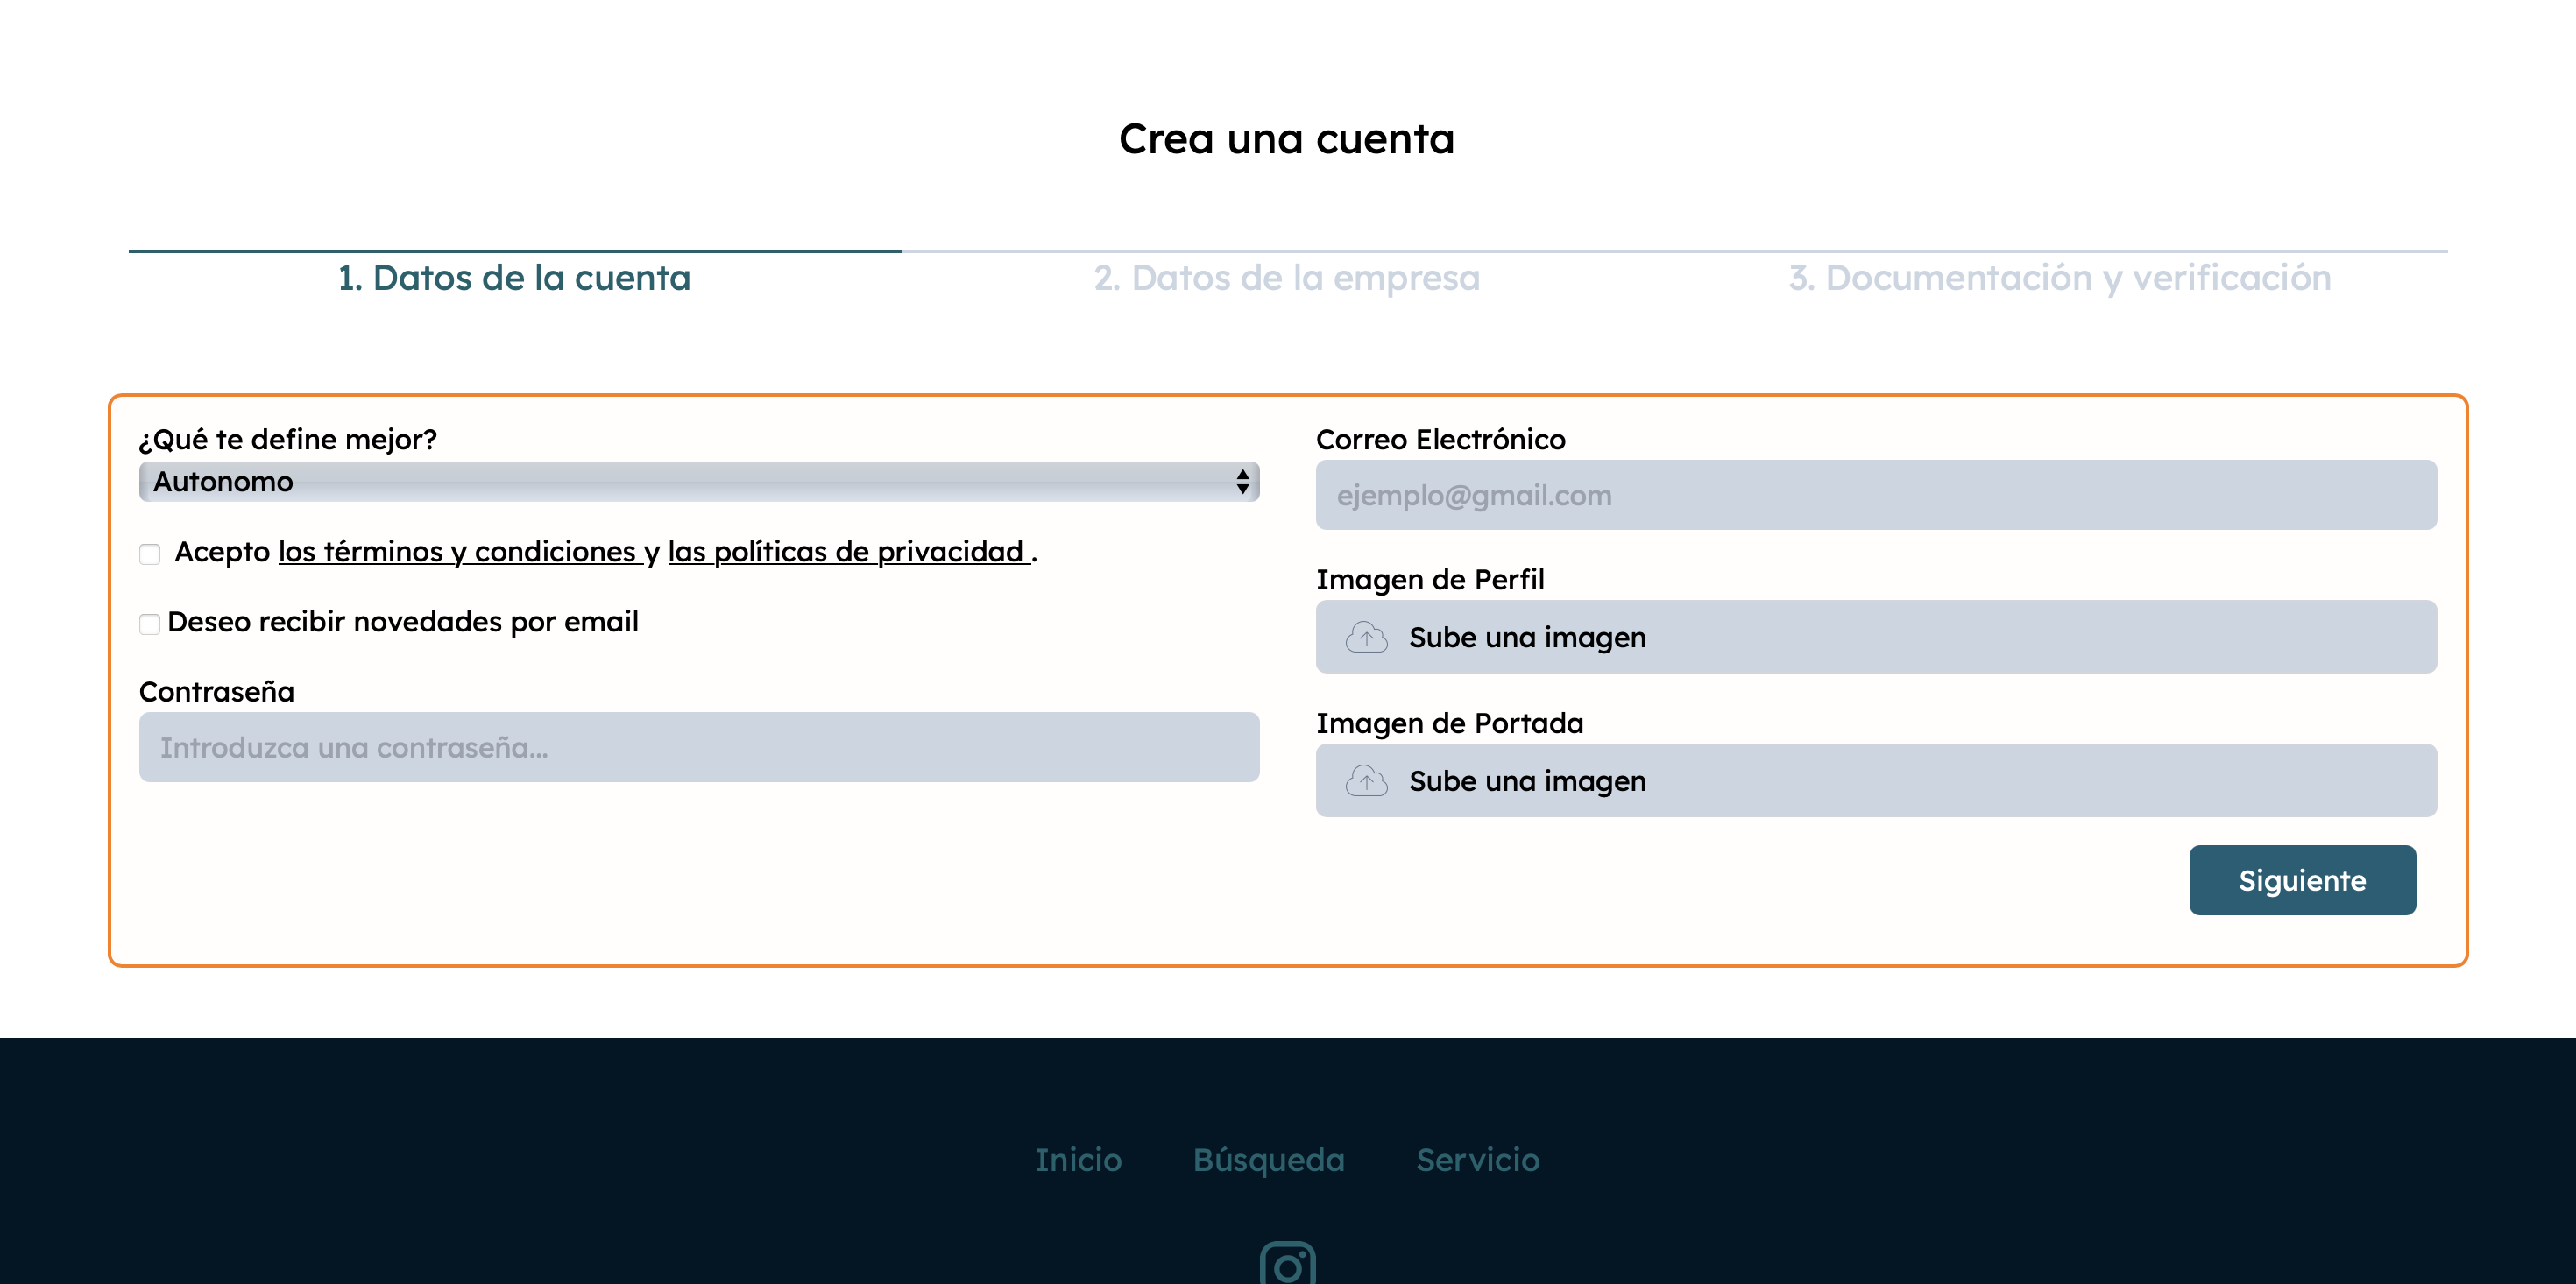 Crea una cuenta
1. Datos de la cuenta
2. Datos de la empresa
3. Documentación y verificación
¿Qué te define mejor?
Autonomo
Acepto los términos y condiciones y las políticas de privacidad .
Deseo recibir novedades por email
Contraseña
Introduzca una contraseña...
Correo Electrónico
ejemplo@gmail.com
Imagen de Perfil
Sube una imagen
Imagen de Portada
Sube una imagen
Siguiente
Inicio Búsqueda Servicio